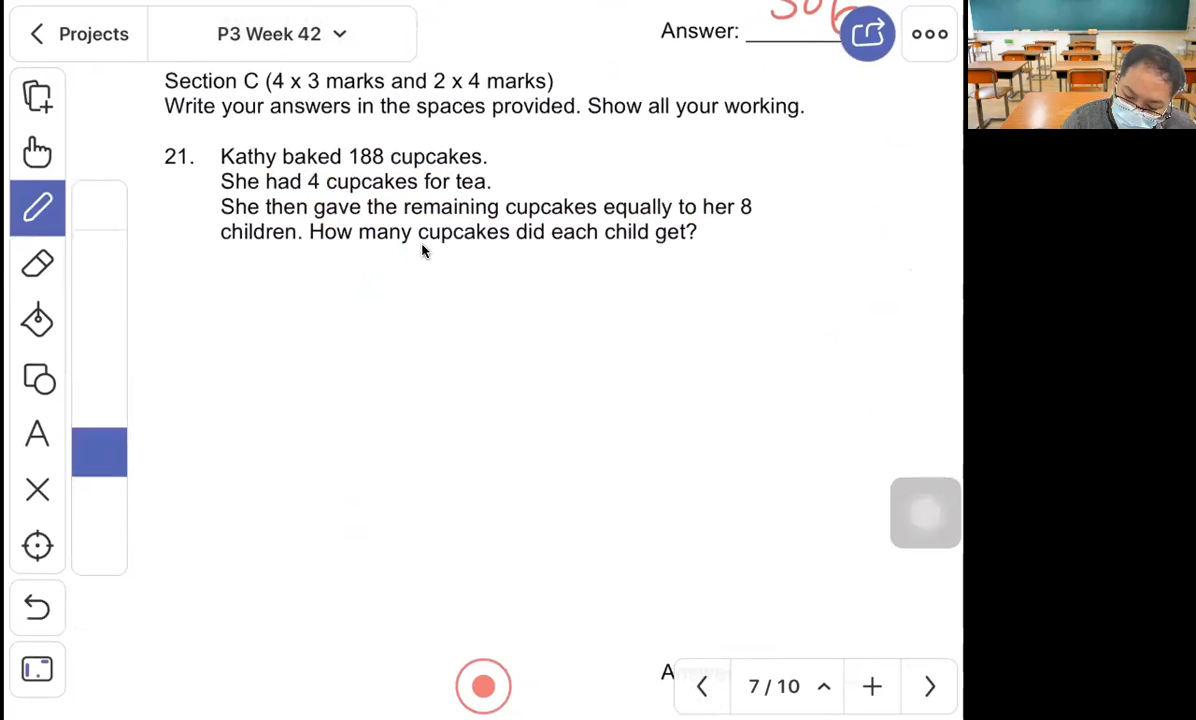 Projects
P3 Week 42
Answer:
Section C (4 x 3 marks and 2 x 4 marks)
Write your answers in the spaces provided. Show all your working.
21. Kathy baked 188 cupcakes.
She had 4 cupcakes for tea.
She then gave the remaining cupcakes equally to her 8
children. How many cupcakes did each child get?
A
7 / 10